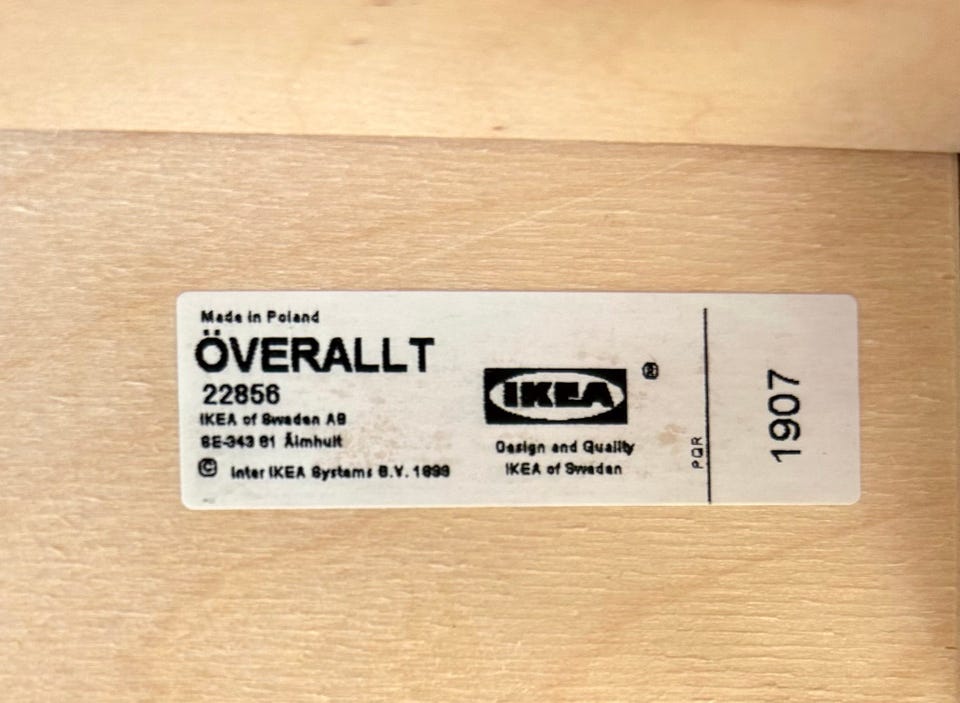 Made in Poland
ÖVERALLT
22856
IKEA of Sweden AB
SE-343 81 Älmhult
© Inter IKEA Systems B.V. 1999
IKEA ®
Design and Quality
IKEA of Sweden
PQR
1907